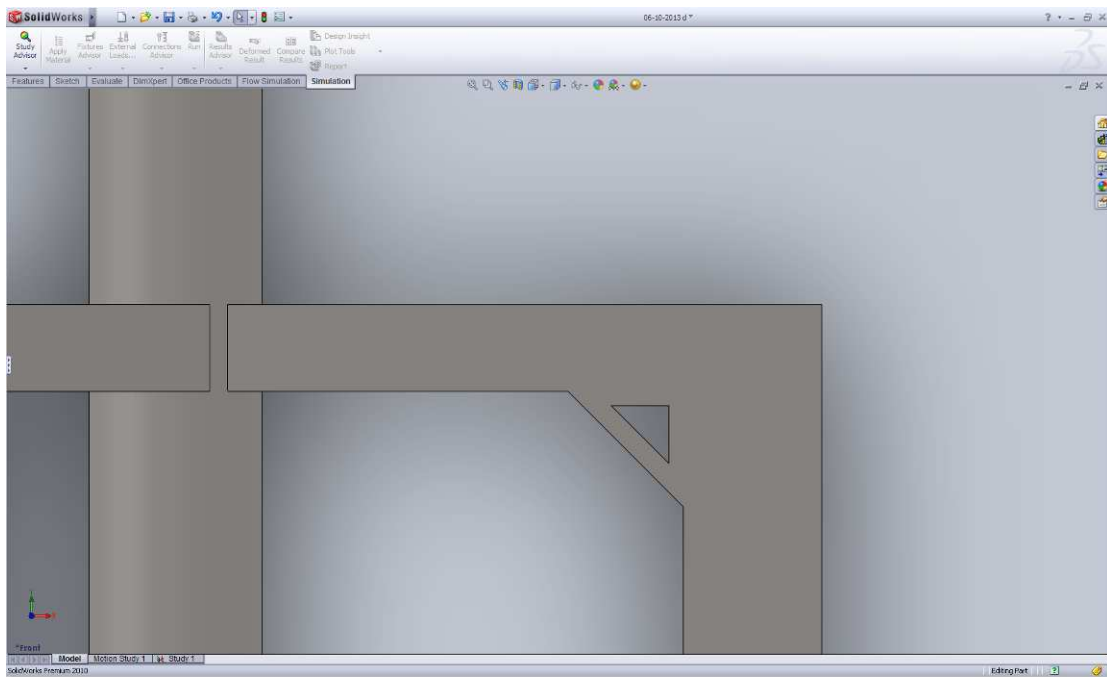 SolidWorks
06-10-2013 d *
Study Advisor
Apply Material
Fixtures Advisor
External Loads...
Connections Advisor
Run
Results Advisor
Deformed Result
Compare Results
Design Insight
Plot Tools
Report
Features Sketch Evaluate DimXpert Office Products Flow Simulation Simulation
*Front
Model Motion Study 1 Study 1
SolidWorks Premium 2010
Editing Part